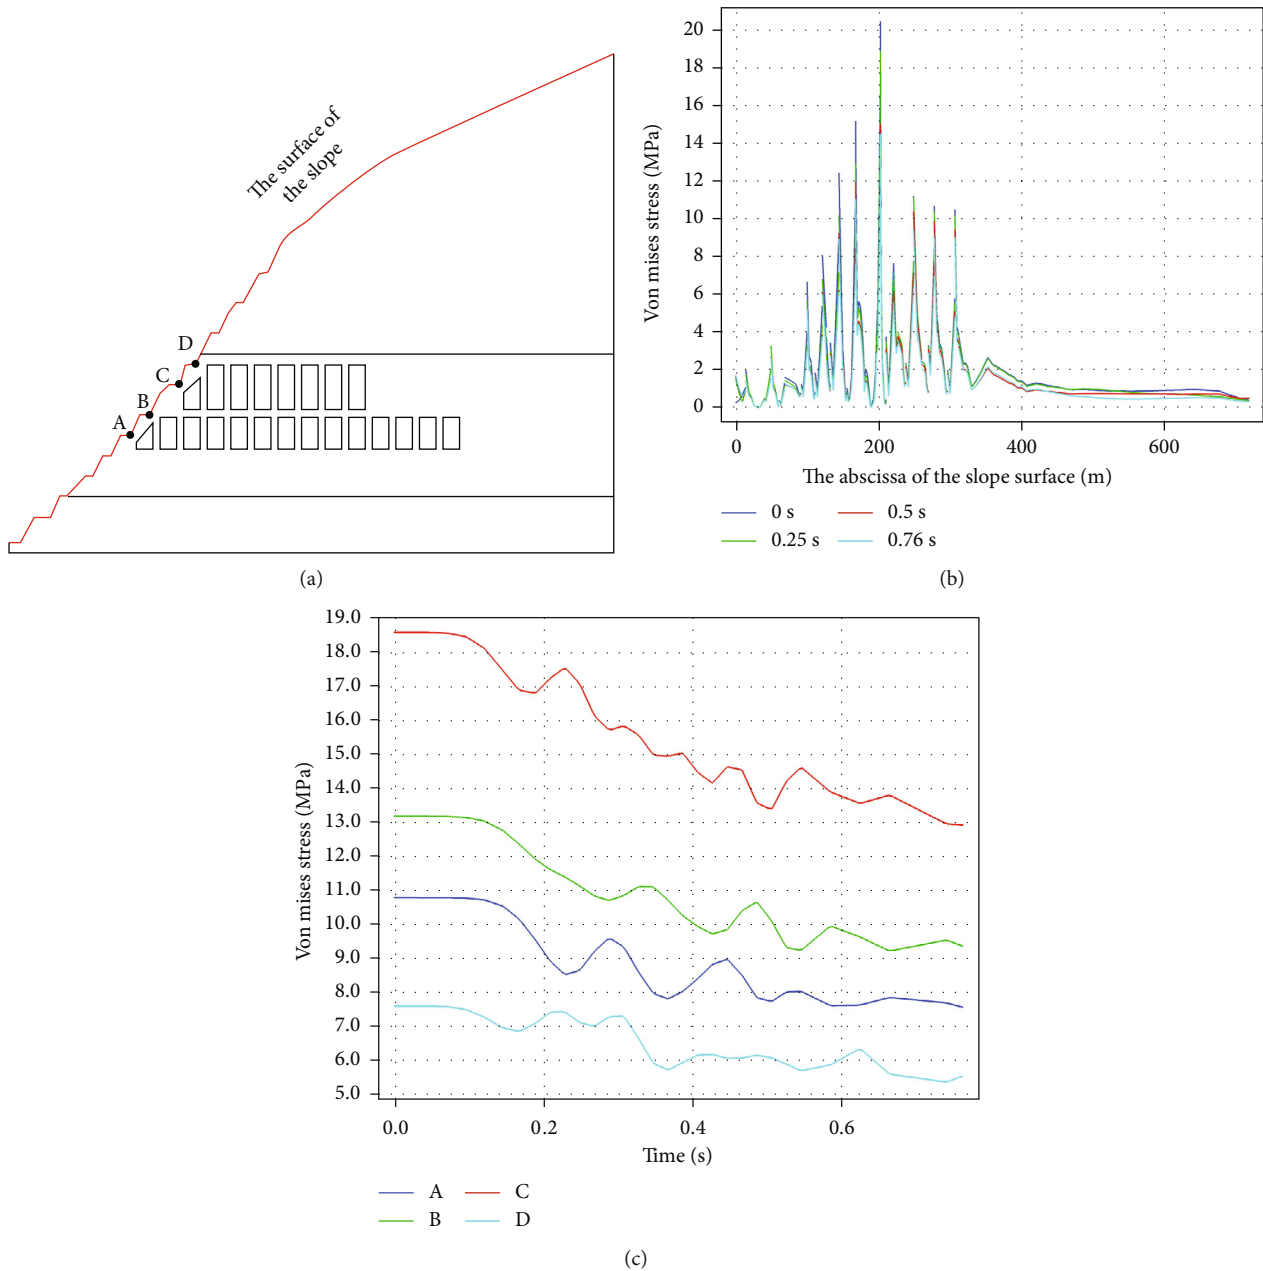 The surface of
the slope
D
C
B
A
(a)
Von mises stress (MPa)
20
18
16
14
12
10
8
6
4
2
0
0 200 400 600
The abscissa of the slope surface (m)
0 s 0.5 s
0.25 s 0.76 s
(b)
Von mises stress (MPa)
19.0
18.0
17.0
16.0
15.0
14.0
13.0
12.0
11.0
10.0
9.0
8.0
7.0
6.0
5.0
0.0 0.2 0.4 0.6
Time (s)
A C
B D
(c)